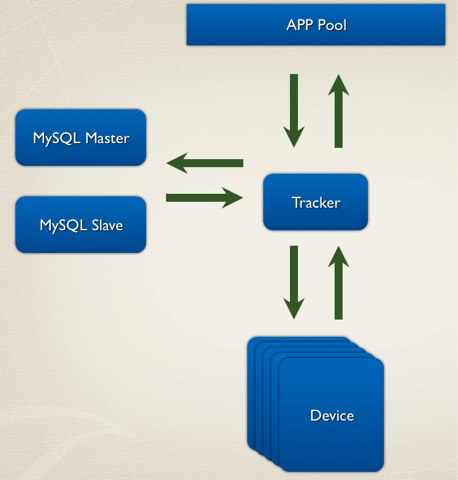 APP Pool
MySQL Master
Tracker
MySQL Slave
Device